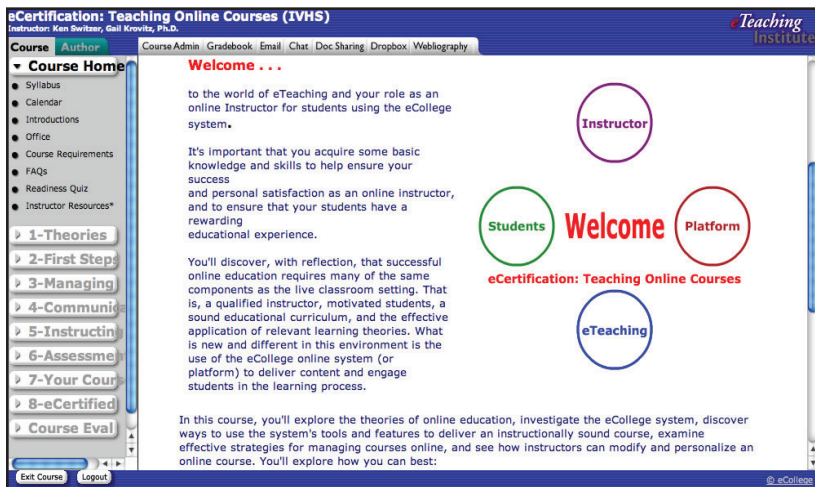 eCertification: Teaching Online Courses (IVHS)
Instructor: Ken Switzer, Gail Krovitz, Ph.D.
eTeaching
Institute
Course Author
Course Admin Gradebook Email Chat Doc Sharing Dropbox Webliography
Course Home
Syllabus
Calendar
Introductions
Office
Course Requirements
FAQs
Readiness Quiz
Instructor Resources*
1-Theories
2-First Steps
3-Managing
4-Communica
5-Instructin
6-Assessmen
7-Your Cours
8-eCertified
Course Eval
Exit Course Logout
Welcome . . .
to the world of eTeaching and your role as an
online Instructor for students using the eCollege
system.
It's important that you acquire some basic
knowledge and skills to help ensure your
success
and personal satisfaction as an online instructor,
and to ensure that your students have a
rewarding
educational experience.
You'll discover, with reflection, that successful
online education requires many of the same
components as the live classroom setting. That
is, a qualified instructor, motivated students, a
sound educational curriculum, and the effective
application of relevant learning theories. What
is new and different in this environment is the
use of the eCollege online system (or
platform) to deliver content and engage
students in the learning process.
Instructor
Students Welcome Platform
eCertification: Teaching Online Courses
eTeaching
In this course, you'll explore the theories of online education, investigate the eCollege system, discover
ways to use the system's tools and features to deliver an instructionally sound course, examine
effective strategies for managing courses online, and see how instructors can modify and personalize an
online course. You'll explore how you can best:
© eCollege